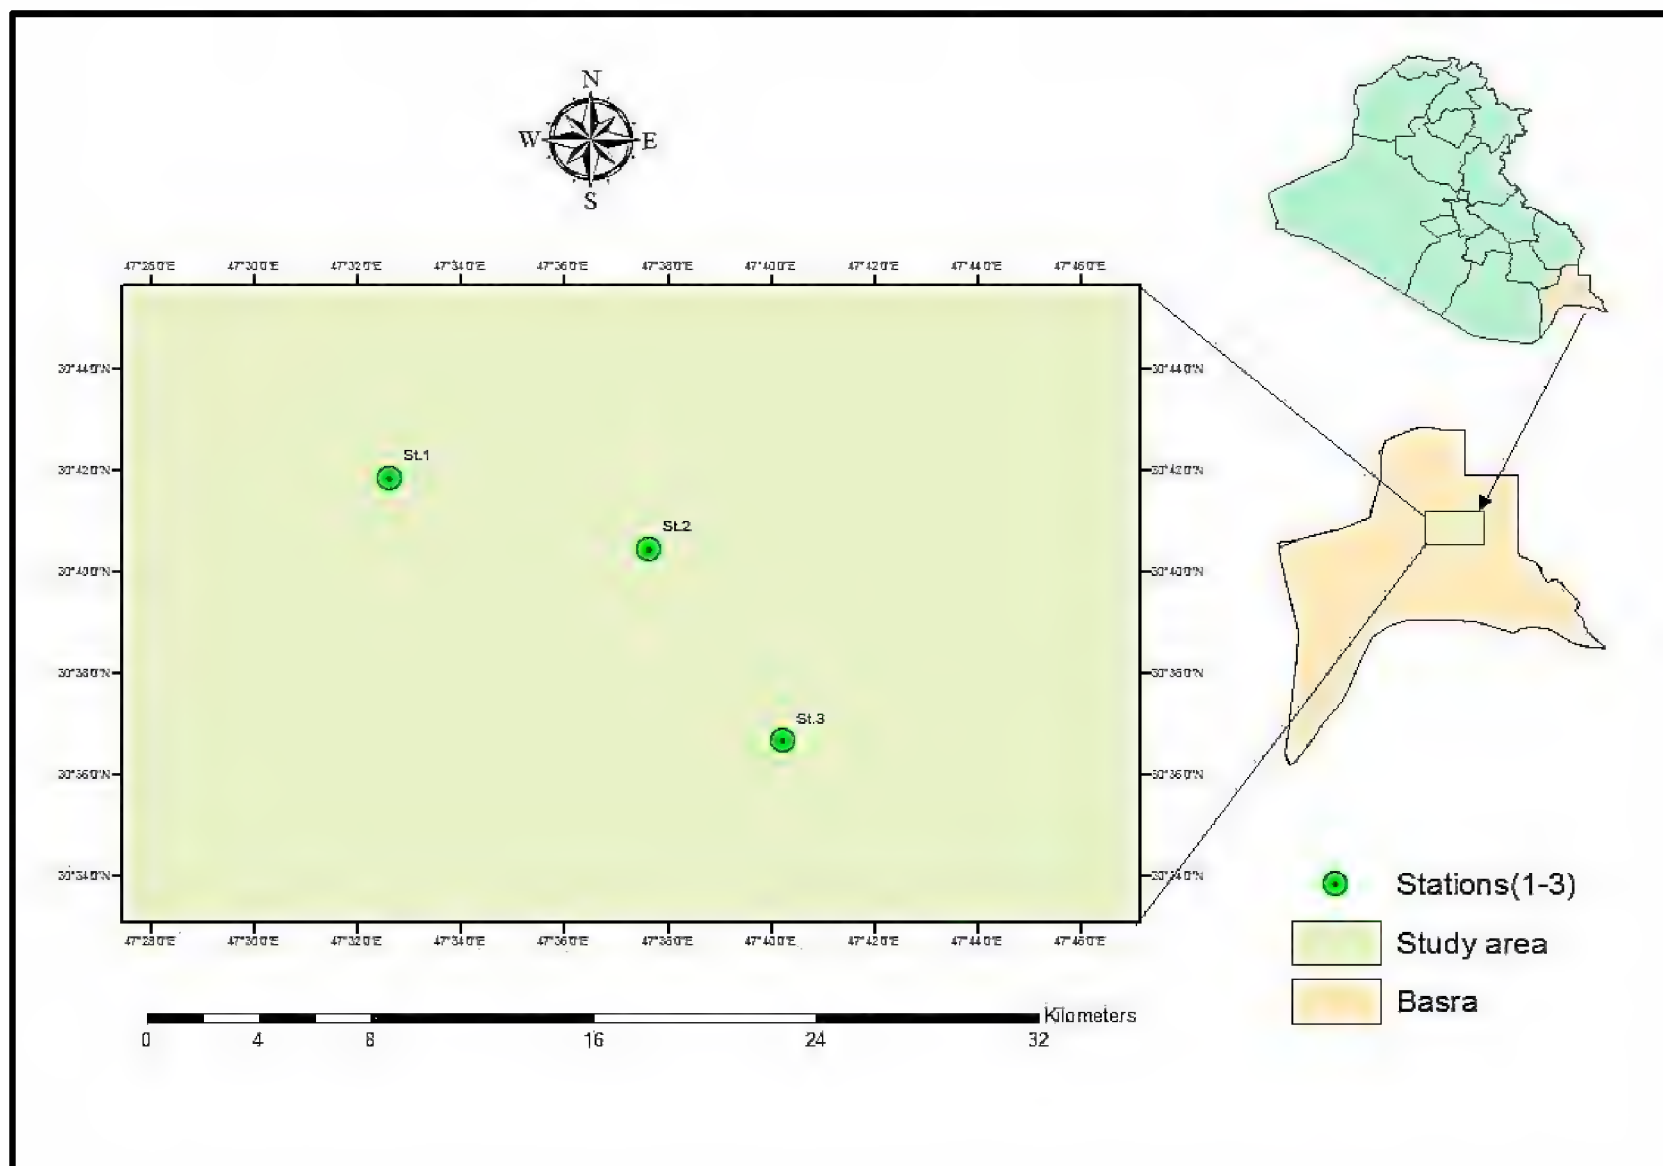 N
W E
S
47°28'0"E 47°30'0"E 47°32'0"E 47°34'0"E 47°36'0"E 47°38'0"E 47°40'0"E 47°42'0"E 47°44'0"E 47°46'0"E
30°44'0"N 30°44'0"N
St.1
30°42'0"N 30°42'0"N
St.2
30°40'0"N 30°40'0"N
30°38'0"N 30°38'0"N
St.3
30°36'0"N 30°36'0"N
30°34'0"N 30°34'0"N
47°28'0"E 47°30'0"E 47°32'0"E 47°34'0"E 47°36'0"E 47°38'0"E 47°40'0"E 47°42'0"E 47°44'0"E 47°46'0"E
Kilometers
0 4 8 16 24 32
Stations(1-3)
Study area
Basra